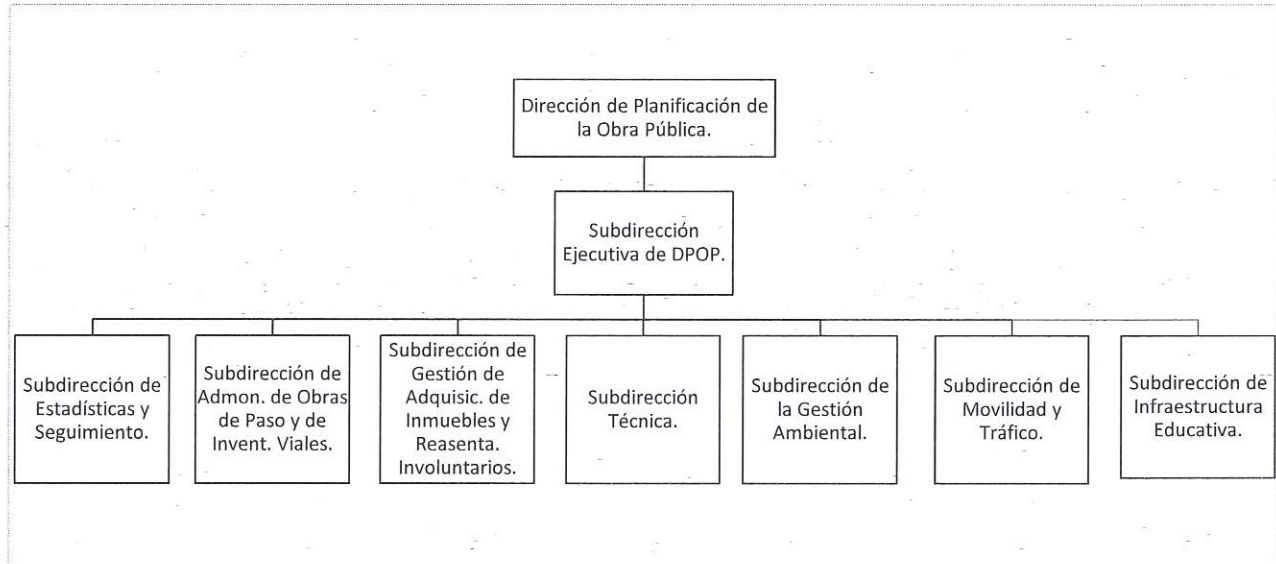 Dirección de Planificación de
la Obra Pública.
Subdirección
Ejecutiva de DPOP.
Subdirección de
Estadísticas y
Seguimiento.
Subdirección de
Admon. de Obras
de Paso y de
Invent. Viales.
Subdirección de
Gestión de
Adquisic. de
Inmuebles y
Reasenta.
Involuntarios.
Subdirección
Técnica.
Subdirección de
la Gestión
Ambiental.
Subdirección de
Movilidad y
Tráfico.
Subdirección de
Infraestructura
Educativa.